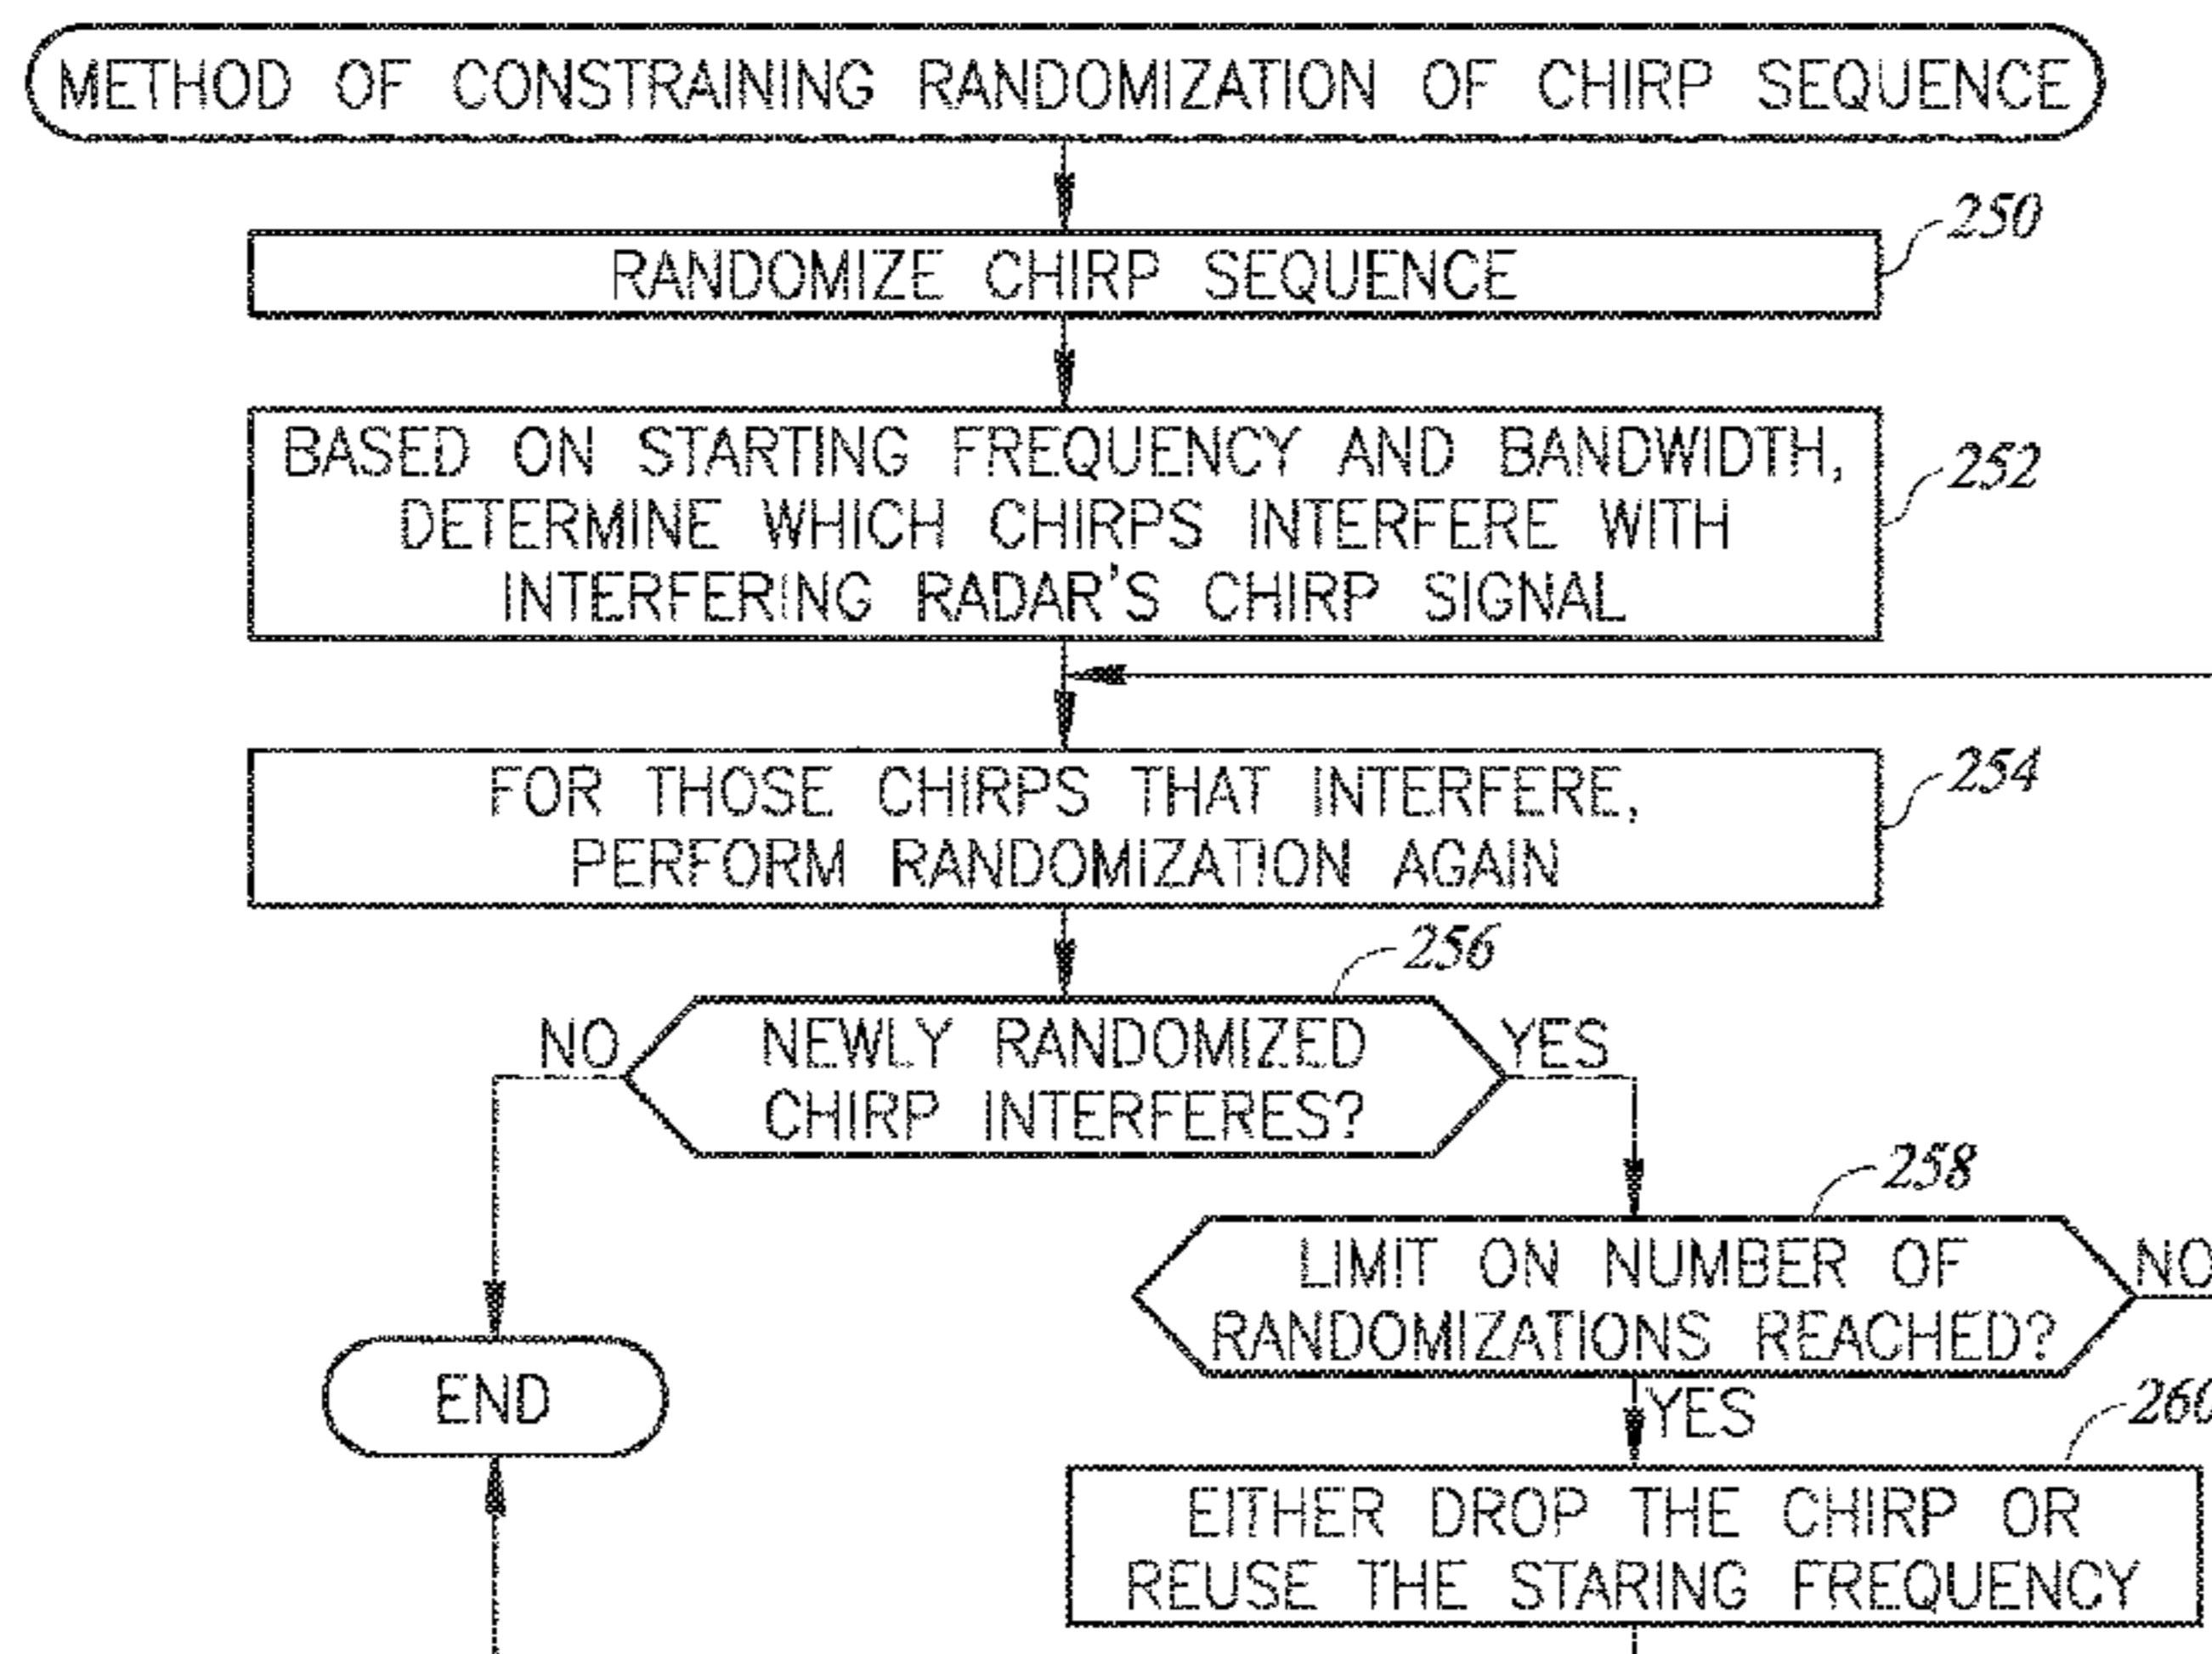 METHOD OF CONSTRAINING RANDOMIZATION OF CHIRP SEQUENCE
250
RANDOMIZE CHIRP SEQUENCE
BASED ON STARTING FREQUENCY AND BANDWIDTH,
252
DETERMINE WHICH CHIRPS INTERFERE WITH
INTERFERING RADAR'S CHIRP SIGNAL
254
FOR THOSE CHIRPS THAT INTERFERE,
PERFORM RANDOMIZATION AGAIN
256
NO
NEWLY RANDOMIZED
YES
CHIRP INTERFERES?
258
LIMIT ON NUMBER OF
NO
RANDOMIZATIONS REACHED?
END
YES
260
EITHER DROP THE CHIRP OR
REUSE THE STARING FREQUENCY